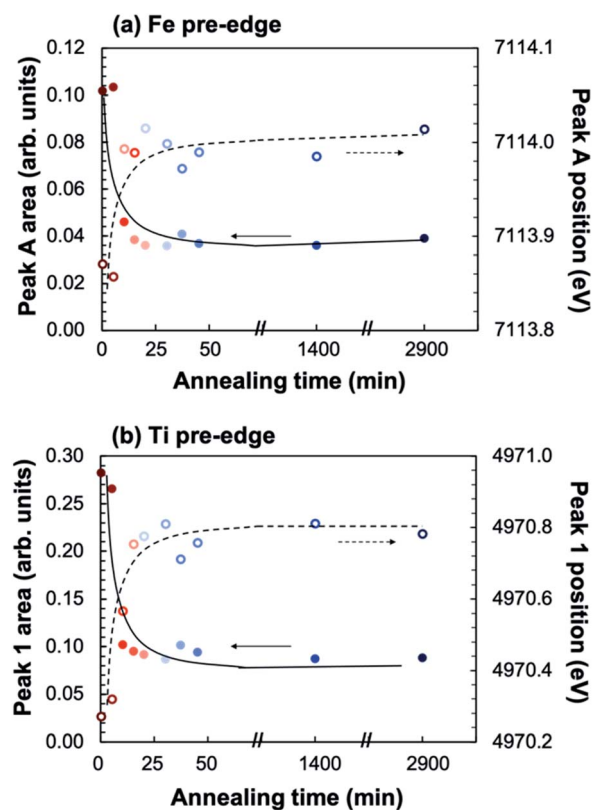 (a) Fe pre-edge
0.12
0.10
0.08
0.06
0.04
0.02
0.00
Peak A area (arb. units)
7114.1
7114.0
7113.9
7113.8
Peak A position (eV)
0 25 50 // 1400 // 2900
Annealing time (min)
(b) Ti pre-edge
0.30
0.25
0.20
0.15
0.10
0.05
0.00
Peak 1 area (arb. units)
4971.0
4970.8
4970.6
4970.4
4970.2
Peak 1 position (eV)
0 25 50 // 1400 // 2900
Annealing time (min)